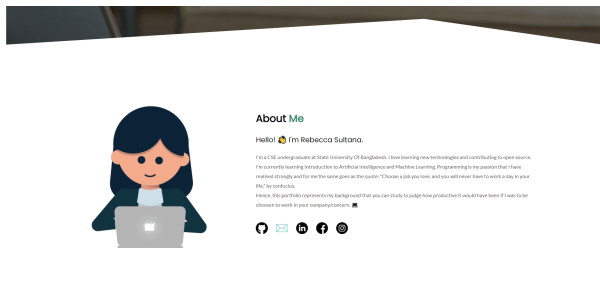 About Me
Hello! 👋 I'm Rebecca Sultana.
I'm a CSE undergraduate at State University Of Bangladesh. I love learning new technologies and contributing to open source.
I'm currently learning Introduction to Artificial Intelligence and Machine Learning. Programming is my passion that I have
realised strongly and for me the same goes as the quote; "Choose a job you love, and you will never have to work a day in your
life," by confucius.
Hence, this portfolio represents my background that you can study to judge how productive it would have been if I was to be
choosen to work in your company/concern. 💻